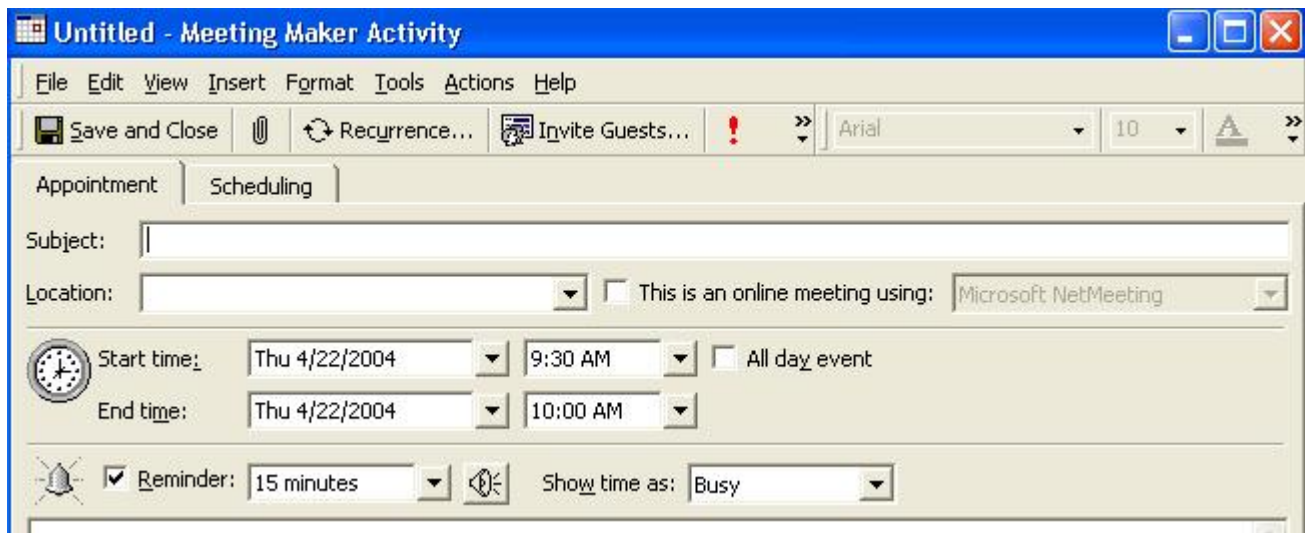 Untitled - Meeting Maker Activity
File Edit View Insert Format Tools Actions Help
Save and Close Recurrence... Invite Guests... ! Arial 10 A
Appointment Scheduling
Subject:
Location: This is an online meeting using: Microsoft NetMeeting
Start time: Thu 4/22/2004 9:30 AM All day event
End time: Thu 4/22/2004 10:00 AM
Reminder: 15 minutes Show time as: Busy